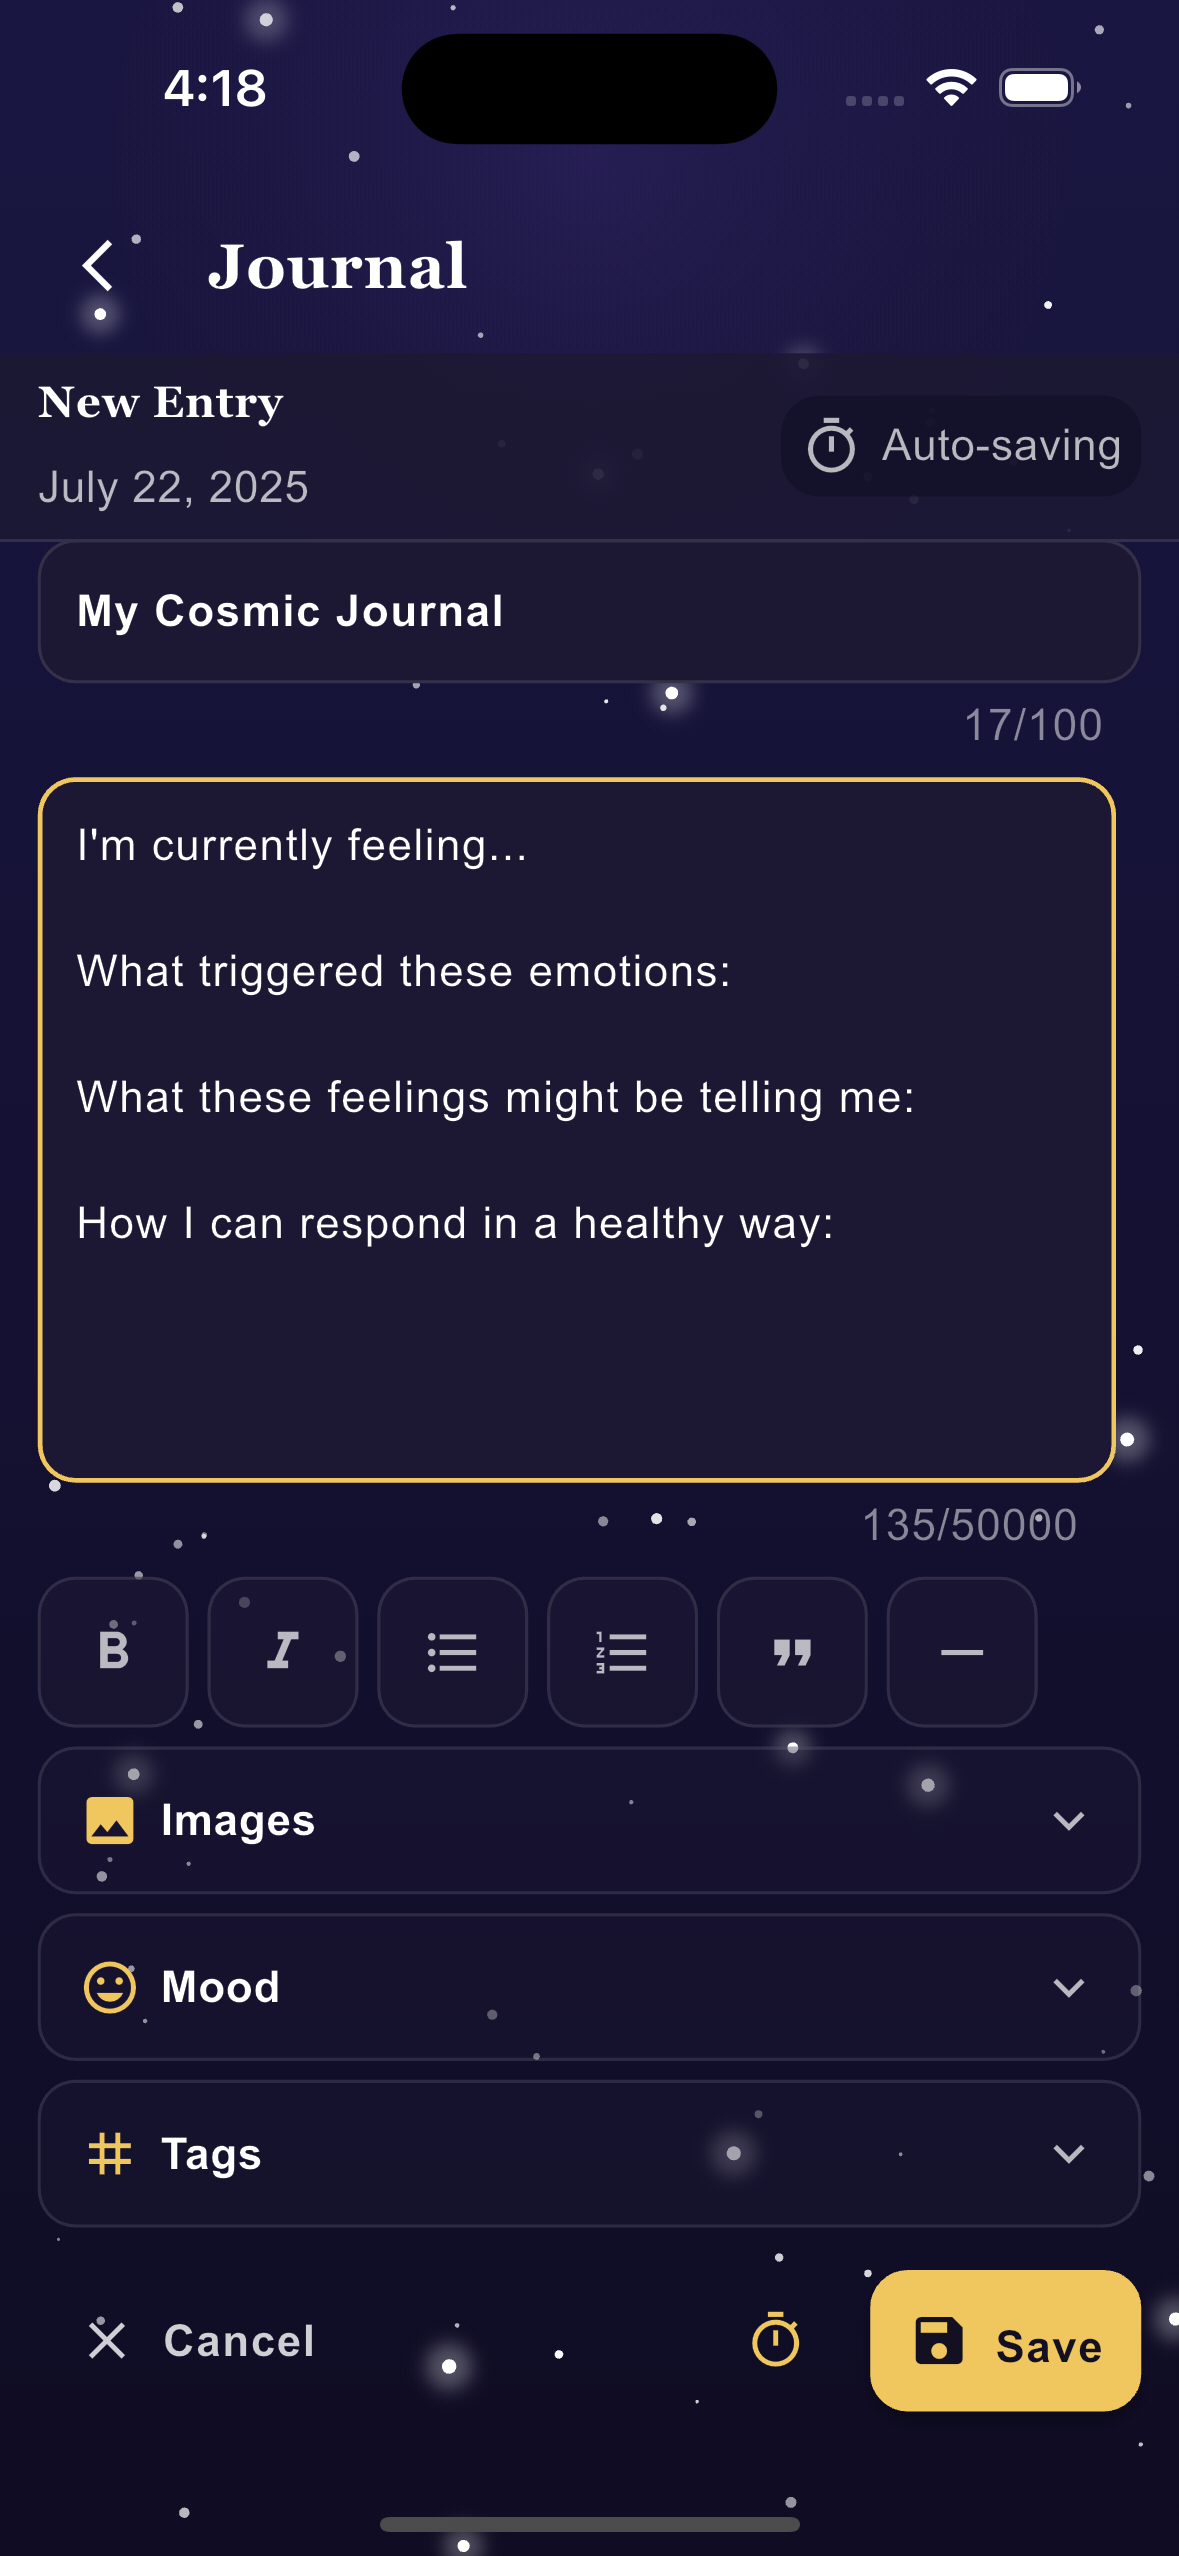 4:18
Journal
New Entry
Auto-saving
July 22, 2025
My Cosmic Journal
17/100
I'm currently feeling...
What triggered these emotions:
What these feelings might be telling me:
How I can respond in a healthy way:
135/50000
B I
Images
Mood
Tags
Cancel
Save